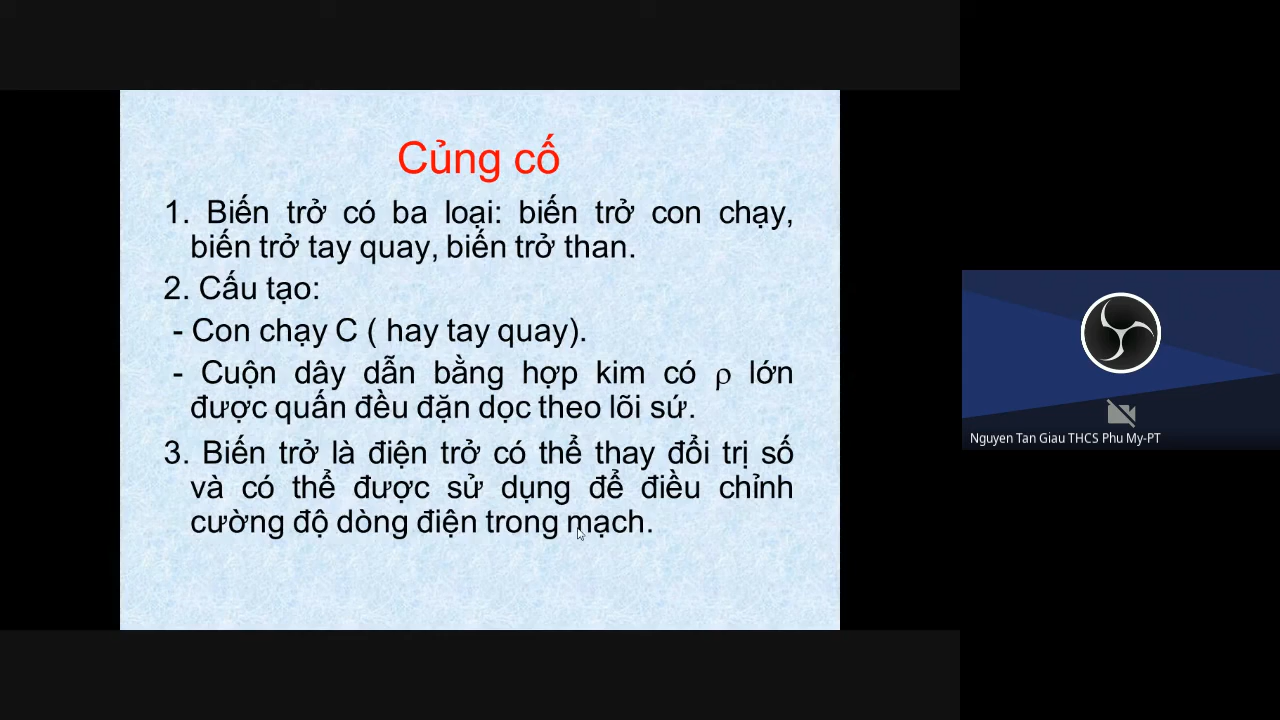 Củng cố
1. Biến trở có ba loại: biến trở con chạy,
biến trở tay quay, biến trở than.
2. Cấu tạo:
- Con chạy C ( hay tay quay).
- Cuộn dây dẫn bằng hợp kim có ρ lớn
được quấn đều đặn dọc theo lõi sứ.
3. Biến trở là điện trở có thể thay đổi trị số
và có thể được sử dụng để điều chỉnh
cường độ dòng điện trong mạch.
Nguyen Tan Giau THCS Phu My-PT